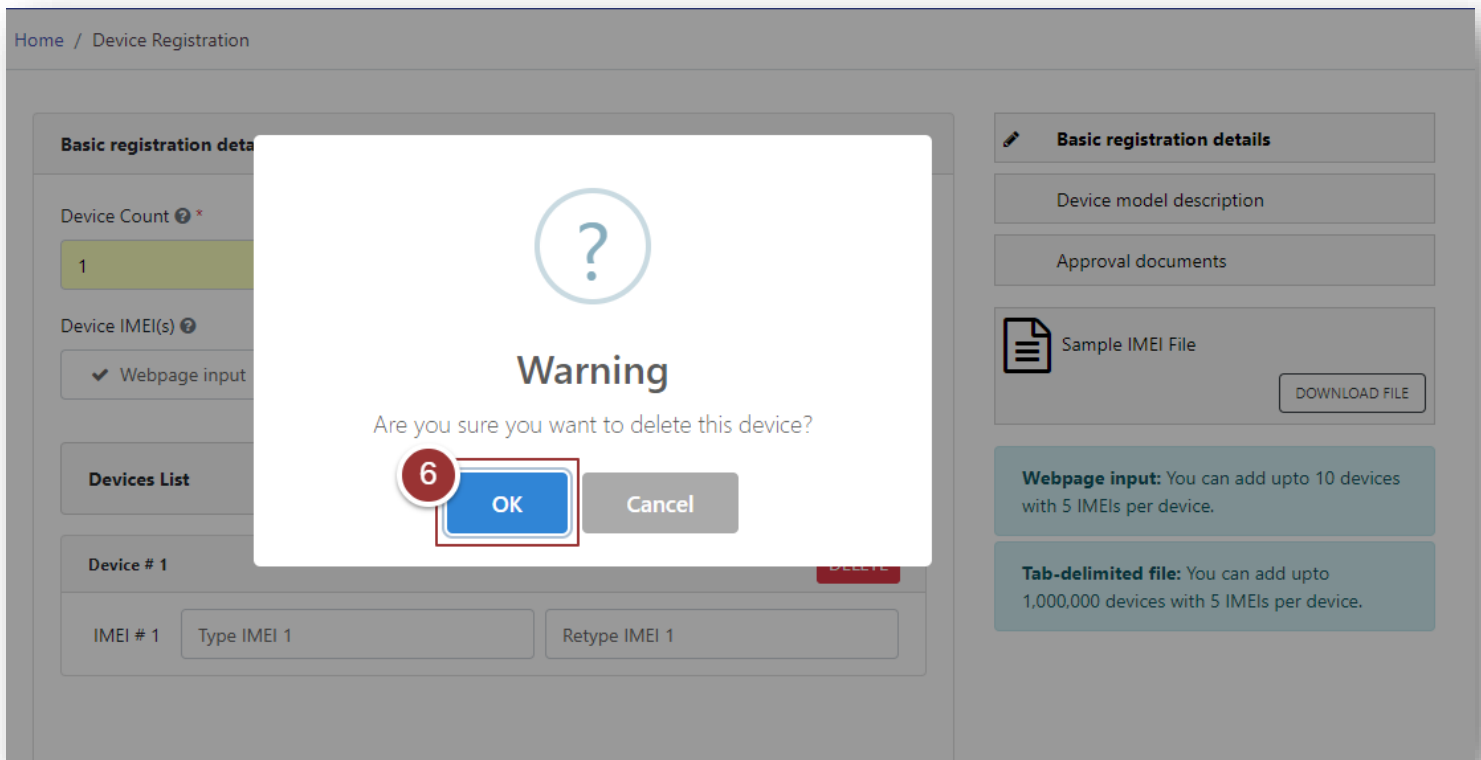 Home / Device Registration
Basic registration deta
Device Count *
1
Device IMEI(s)
Webpage input
Devices List
Device # 1
DELETE
IMEI # 1 Type IMEI 1 Retype IMEI 1
?
Warning
Are you sure you want to delete this device?
6
OK Cancel
Basic registration details
Device model description
Approval documents
Sample IMEI File
DOWNLOAD FILE
Webpage input: You can add upto 10 devices
with 5 IMEIs per device.
Tab-delimited file: You can add upto
1,000,000 devices with 5 IMEIs per device.